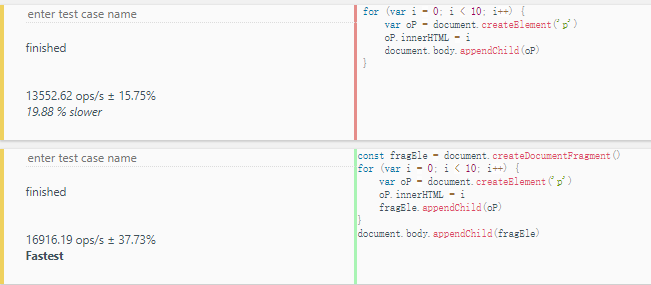 enter test case name
finished
13552.62 ops/s ± 15.75%
19.88 % slower
for (var i = 0; i < 10; i++) {
    var oP = document.createElement('p')
    oP.innerHTML = i
    document.body.appendChild(oP)
}
enter test case name
finished
16916.19 ops/s ± 37.73%
Fastest
const fragEle = document.createDocumentFragment()
for (var i = 0; i < 10; i++) {
    var oP = document.createElement('p')
    oP.innerHTML = i
    fragEle.appendChild(oP)
}
document.body.appendChild(fragEle)